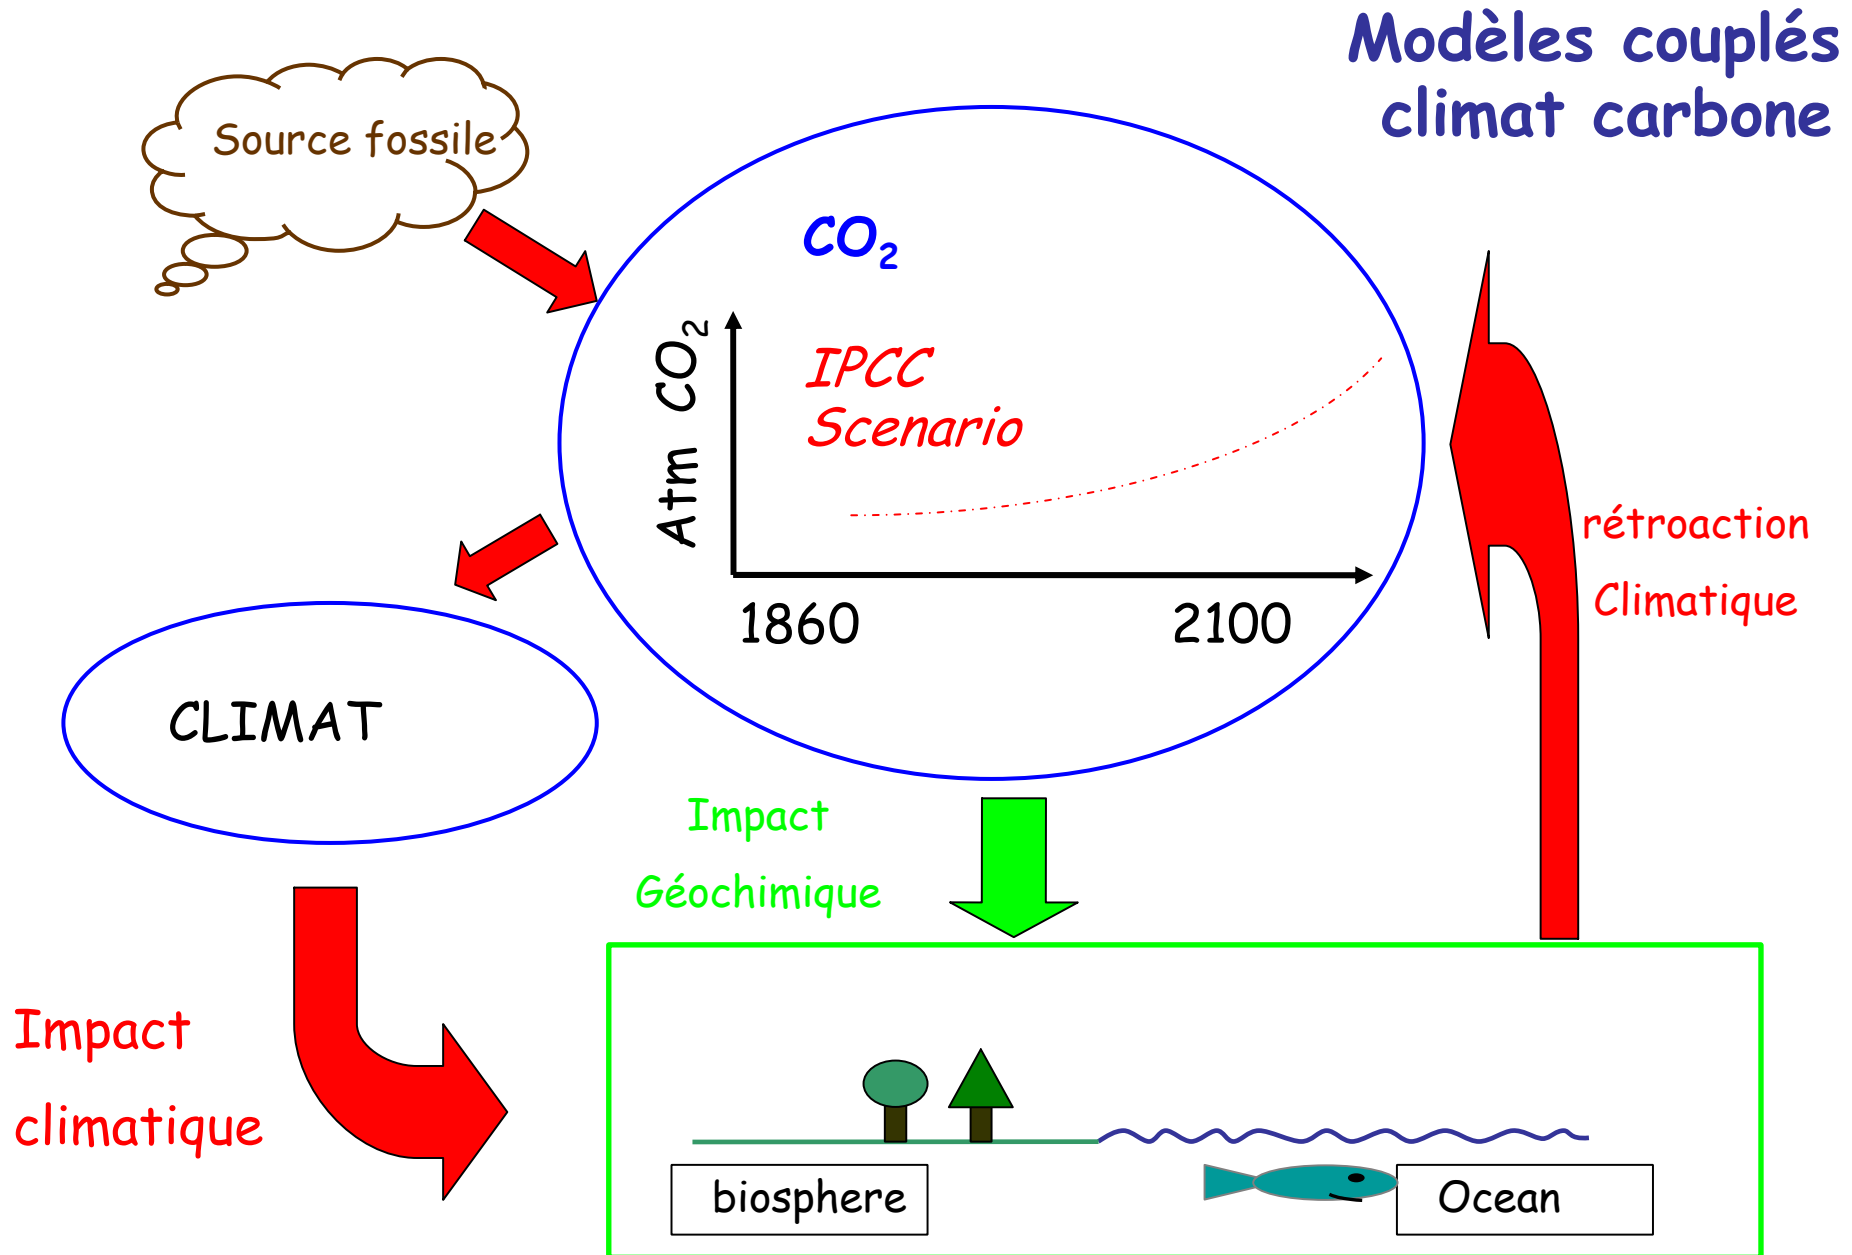 Modèles couplés
climat carbone
Source fossile
CO₂
IPCC
Scenario
Atm CO₂
1860 2100
rétroaction
Climatique
CLIMAT
Impact
Géochimique
Impact
climatique
biosphere
Ocean